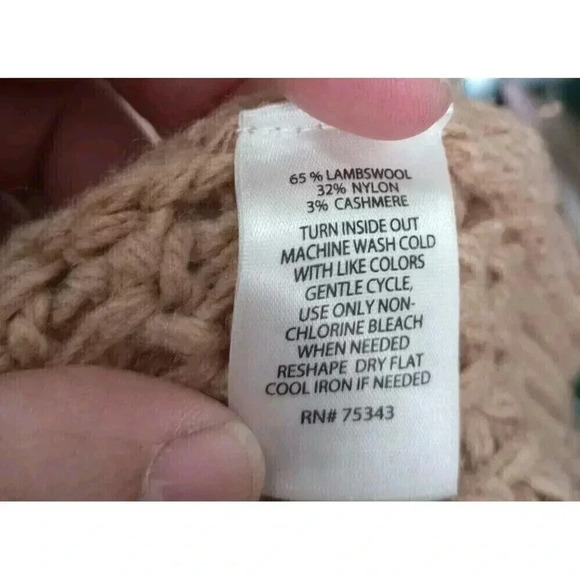 65 % LAMBSWOOL
32% NYLON
3% CASHMERE
TURN INSIDE OUT
MACHINE WASH COLD
WITH LIKE COLORS
GENTLE CYCLE,
USE ONLY NON-
CHLORINE BLEACH
WHEN NEEDED
RESHAPE DRY FLAT
COOL IRON IF NEEDED
RN# 75343